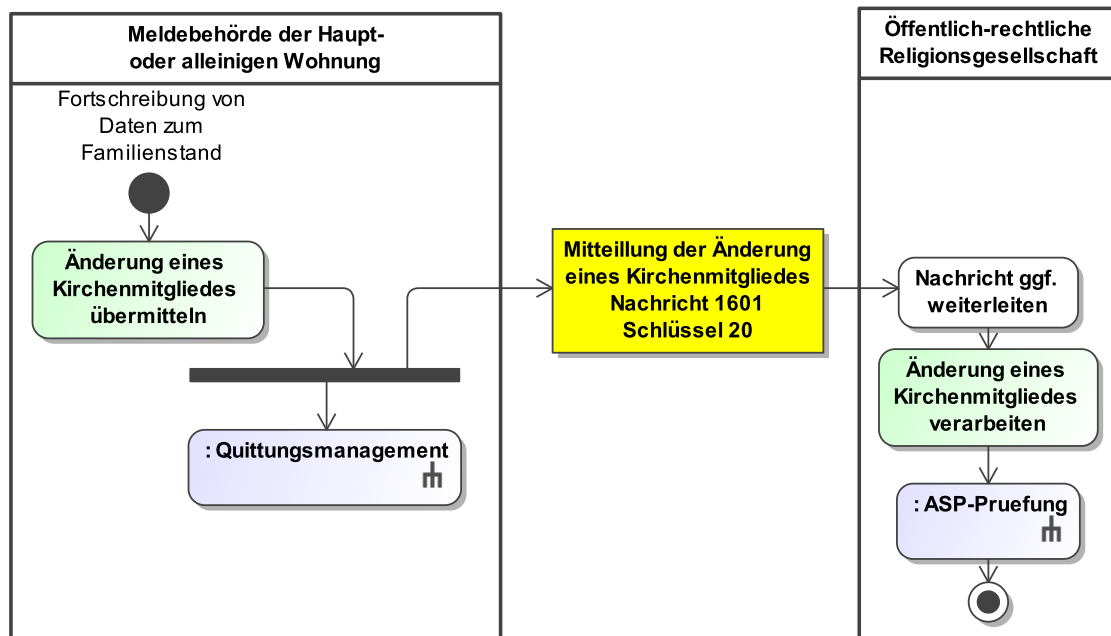 Meldebehörde der Haupt-
oder alleinigen Wohnung
Fortschreibung von
Daten zum
Familienstand
Änderung eines
Kirchenmitgliedes
übermitteln
: Quittungsmanagement
Mitteillung der Änderung
eines Kirchenmitgliedes
Nachricht 1601
Schlüssel 20
Öffentlich-rechtliche
Religionsgesellschaft
Nachricht ggf.
weiterleiten
Änderung eines
Kirchenmitgliedes
verarbeiten
: ASP-Pruefung